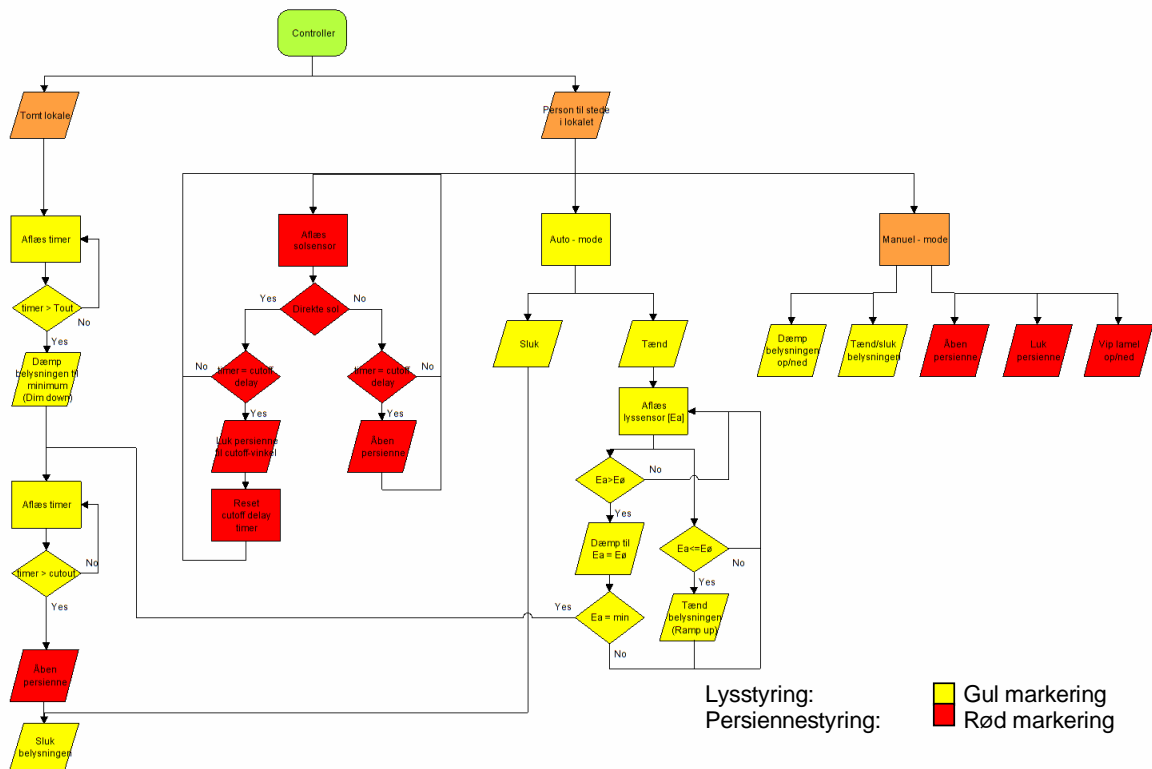 Controller
Tomt lokale
Person til stede
i lokalet
Aflæs timer
timer > Tout
No
Yes
Dæmp
belysningen til
minimum
(Dim down)
Aflæs timer
timer > cutout
No
Yes
Åben
persienne
Sluk
belysningen
Aflæs
solsensor
Direkte sol
Yes
No
timer = cutoff
delay
No
Yes
Luk persienne
til cutoff-vinkel
Reset
cutoff delay
timer
timer = cutoff
delay
No
Yes
Åben
persienne
Auto - mode
Sluk
Tænd
Aflæs
lyssensor [Ea]
Ea>Eø
No
Yes
Dæmp til
Ea = Eø
Ea = min
Yes
No
Ea<=Eø
No
Yes
Tænd
belysningen
(Ramp up)
Manuel - mode
Dæmp
belysningen
op/ned
Tænd/sluk
belysningen
Åben
persienne
Luk
persienne
Vip lamel
op/ned
Lysstyring: Gul markering
Persiennestyring: Rød markering